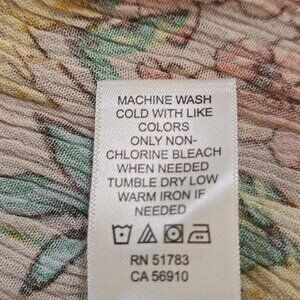 MACHINE WASH
COLD WITH LIKE
COLORS
ONLY NON-
CHLORINE BLEACH
WHEN NEEDED
TUMBLE DRY LOW
WARM IRON IF
NEEDED
RN 51783
CA 56910